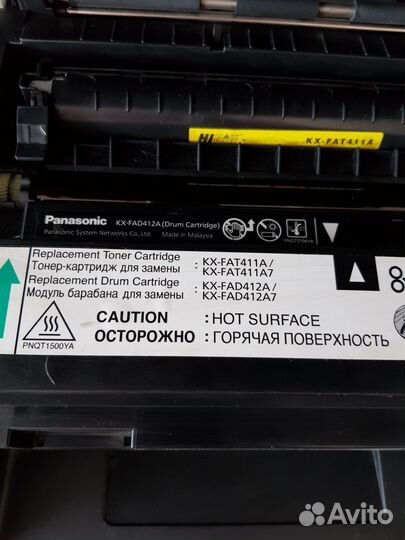 HI
KX-FAT411A
Panasonic KX-FAD412A (Drum Cartridge)
Panasonic System Networks Co.,Ltd. Made in Malaysia
PNQT2798YA
Replacement Toner Cartridge : KX-FAT411A /
Тонер-картридж для замены : KX-FAT411A7
Replacement Drum Cartridge : KX-FAD412A /
Модуль барабана для замены : KX-FAD412A7
CAUTION : HOT SURFACE
ОСТОРОЖНО : ГОРЯЧАЯ ПОВЕРХНОСТЬ
PNQT1500YA
Avito